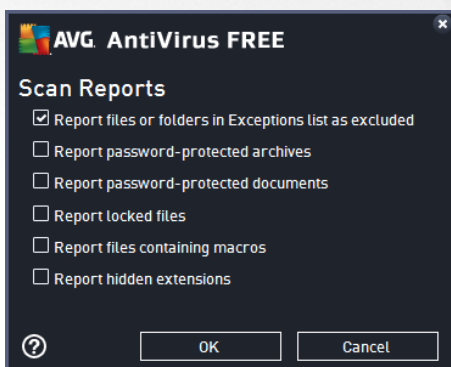 AVG. AntiVirus FREE
Scan Reports
Report files or folders in Exceptions list as excluded
Report password-protected archives
Report password-protected documents
Report locked files
Report files containing macros
Report hidden extensions
? OK Cancel